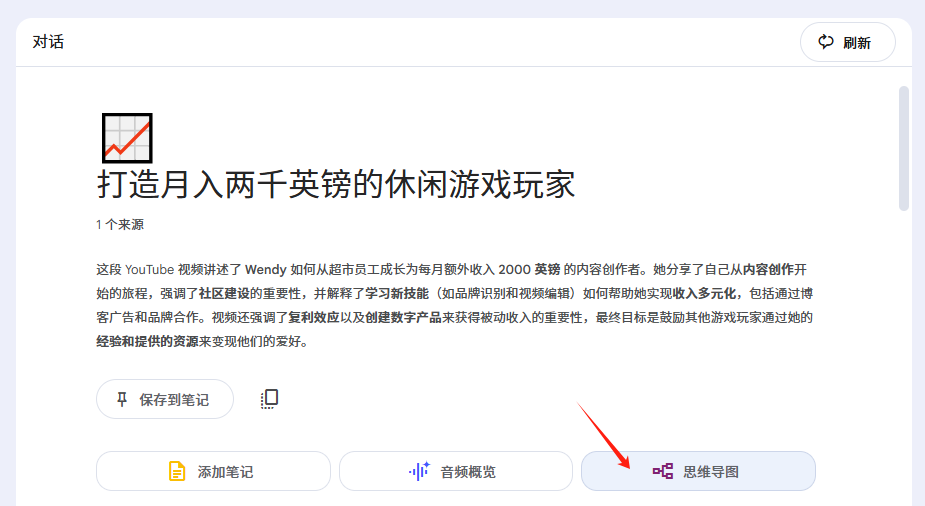 对话
刷新
打造月入两千英镑的休闲游戏玩家
1 个来源
这段 YouTube 视频讲述了 Wendy 如何从超市员工成长为每月额外收入 2000 英镑 的内容创作者。她分享了自己从内容创作开
始的旅程，强调了社区建设的重要性，并解释了学习新技能（如品牌识别和视频编辑）如何帮助她实现收入多元化，包括通过博
客广告和品牌合作。视频还强调了复利效应以及创建数字产品来获得被动收入的重要性，最终目标是鼓励其他游戏玩家通过她的
经验和提供的资源来变现他们的爱好。
保存到笔记
添加笔记
音频概览
思维导图